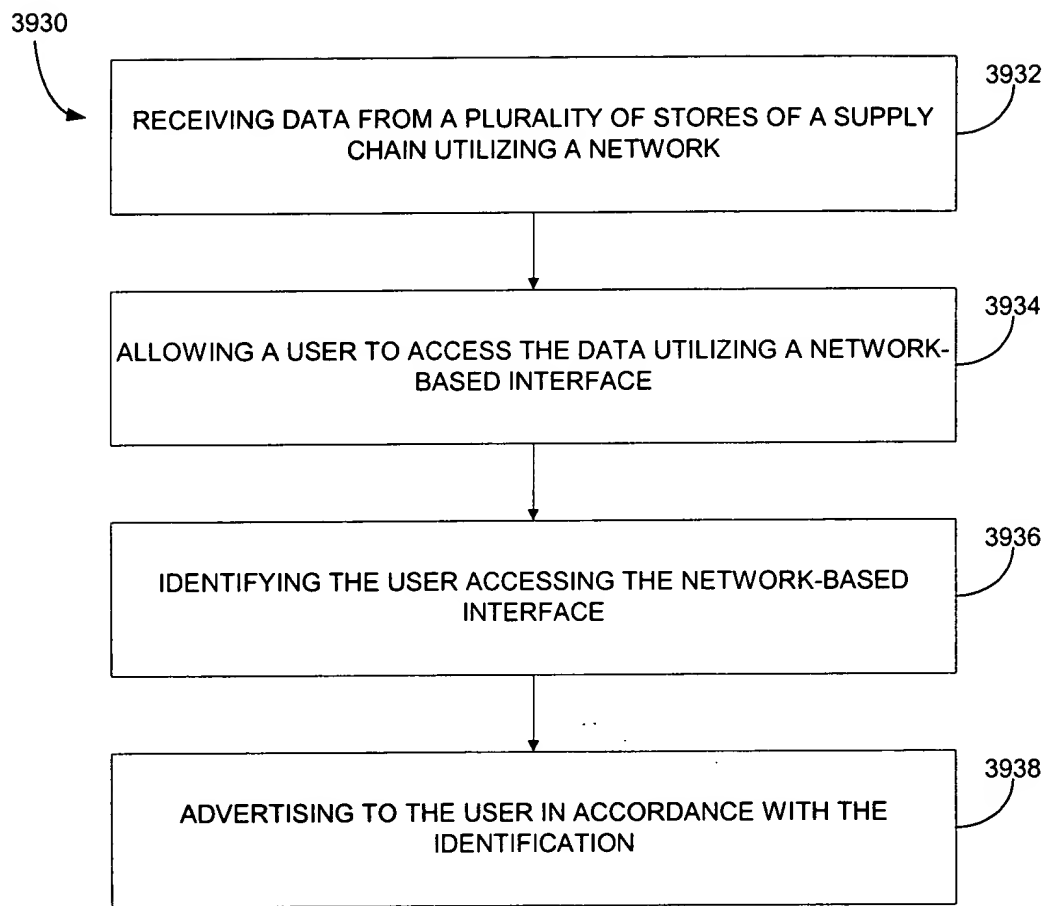 3930
3932
RECEIVING DATA FROM A PLURALITY OF STORES OF A SUPPLY
CHAIN UTILIZING A NETWORK
3934
ALLOWING A USER TO ACCESS THE DATA UTILIZING A NETWORK-
BASED INTERFACE
3936
IDENTIFYING THE USER ACCESSING THE NETWORK-BASED
INTERFACE
3938
ADVERTISING TO THE USER IN ACCORDANCE WITH THE
IDENTIFICATION